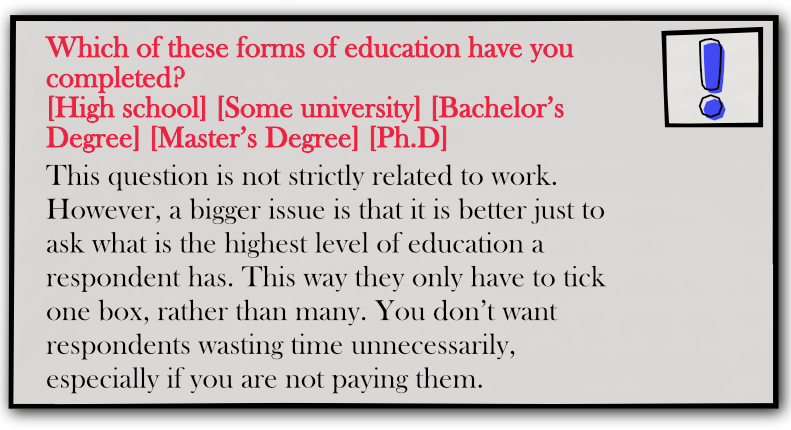 Which of these forms of education have you
completed?
[High school] [Some university] [Bachelor’s
Degree] [Master’s Degree] [Ph.D]
This question is not strictly related to work.
However, a bigger issue is that it is better just to
ask what is the highest level of education a
respondent has. This way they only have to tick
one box, rather than many. You don’t want
respondents wasting time unnecessarily,
especially if you are not paying them.
!